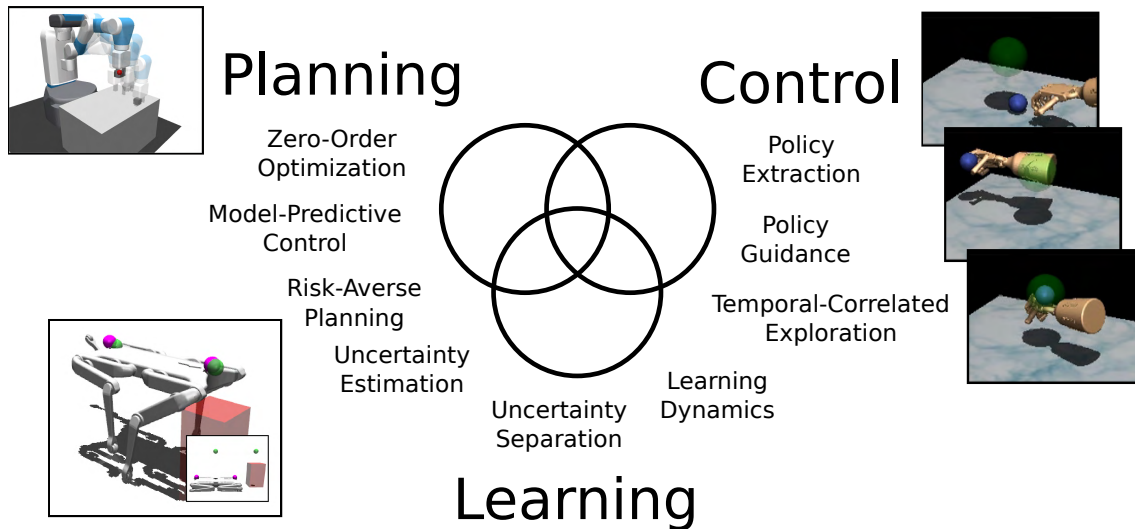 Planning
Control
Zero-Order
Optimization
Model-Predictive
Control
Risk-Averse
Planning
Uncertainty
Estimation
Uncertainty
Separation
Learning
Dynamics
Policy
Extraction
Policy
Guidance
Temporal-Correlated
Exploration
Learning